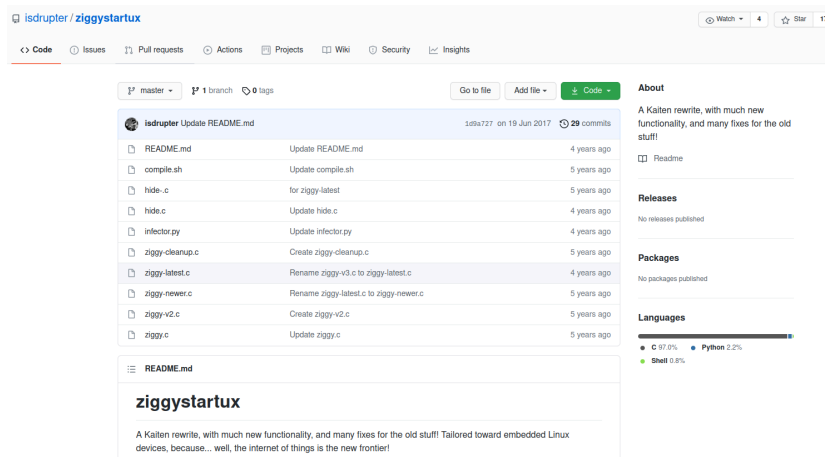 isdrupter / ziggystartux
Watch 4 Star
Code Issues Pull requests Actions Projects Wiki Security Insights
master 1 branch 0 tags Go to file Add file Code
isdrupter Update README.md 1d9a727 on 19 Jun 2017 29 commits
README.md Update README.md 4 years ago
compile.sh Update compile.sh 5 years ago
hide-.c for ziggy-latest 5 years ago
hide.c Update hide.c 4 years ago
infector.py Update infector.py 4 years ago
ziggy-cleanup.c Create ziggy-cleanup.c 5 years ago
ziggy-latest.c Rename ziggy-v3.c to ziggy-latest.c 4 years ago
ziggy-newer.c Rename ziggy-latest.c to ziggy-newer.c 5 years ago
ziggy-v2.c Create ziggy-v2.c 5 years ago
ziggy.c Update ziggy.c 5 years ago
README.md
ziggystartux
A Kaiten rewrite, with much new functionality, and many fixes for the old stuff! Tailored toward embedded Linux
devices, because... well, the internet of things is the new frontier!
About
A Kaiten rewrite, with much new
functionality, and many fixes for the old
stuff!
Readme
Releases
No releases published
Packages
No packages published
Languages
C 97.0% Python 2.2%
Shell 0.8%